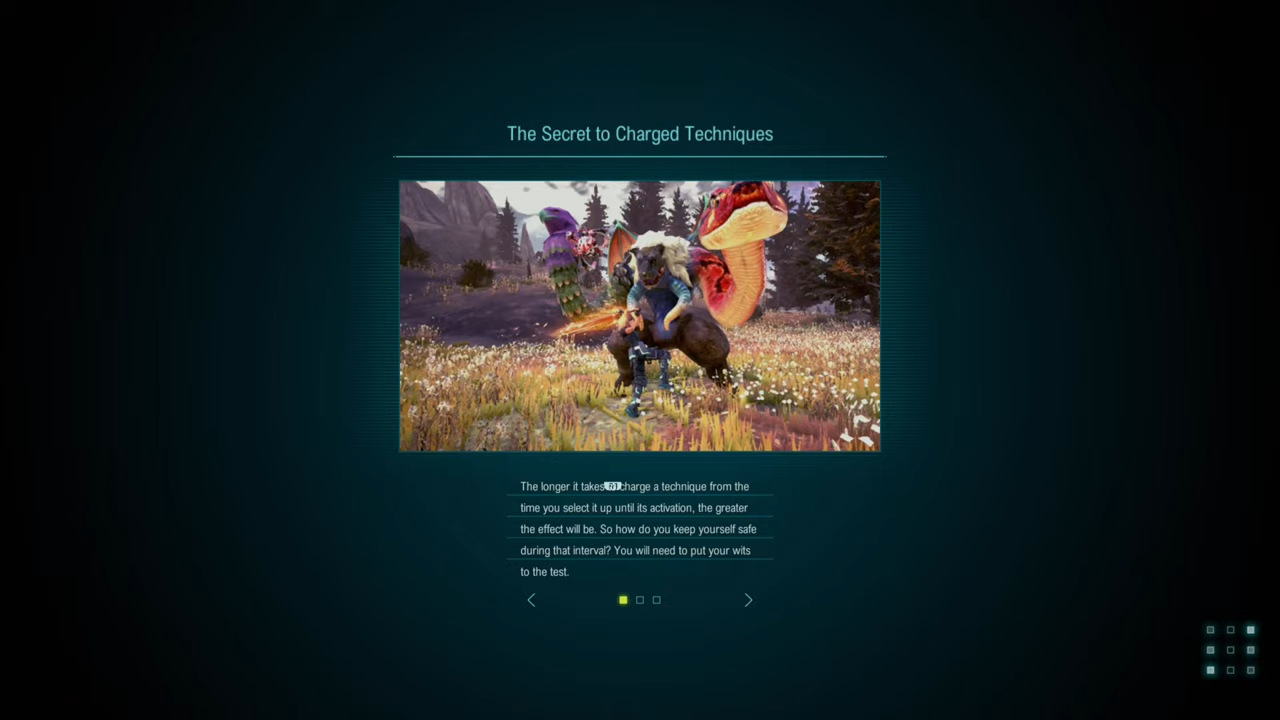 The Secret to Charged Techniques
The longer it takes charge a technique from the
time you select it up until its activation, the greater
the effect will be. So how do you keep yourself safe
during that interval? You will need to put your wits
to the test.